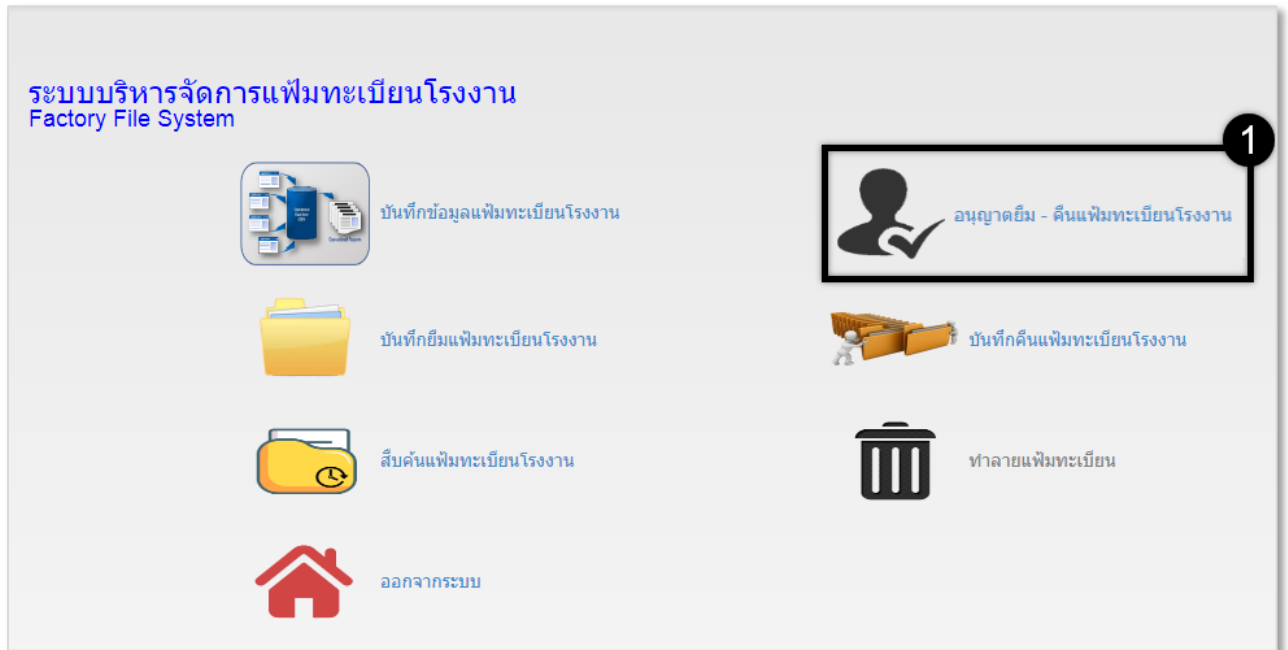 ระบบบริหารจัดการแฟ้มทะเบียนโรงงาน
Factory File System
1
บันทึกข้อมูลแฟ้มทะเบียนโรงงาน
อนุญาตยืม - คืนแฟ้มทะเบียนโรงงาน
บันทึกยืมแฟ้มทะเบียนโรงงาน
บันทึกคืนแฟ้มทะเบียนโรงงาน
สืบค้นแฟ้มทะเบียนโรงงาน
ทำลายแฟ้มทะเบียน
ออกจากระบบ